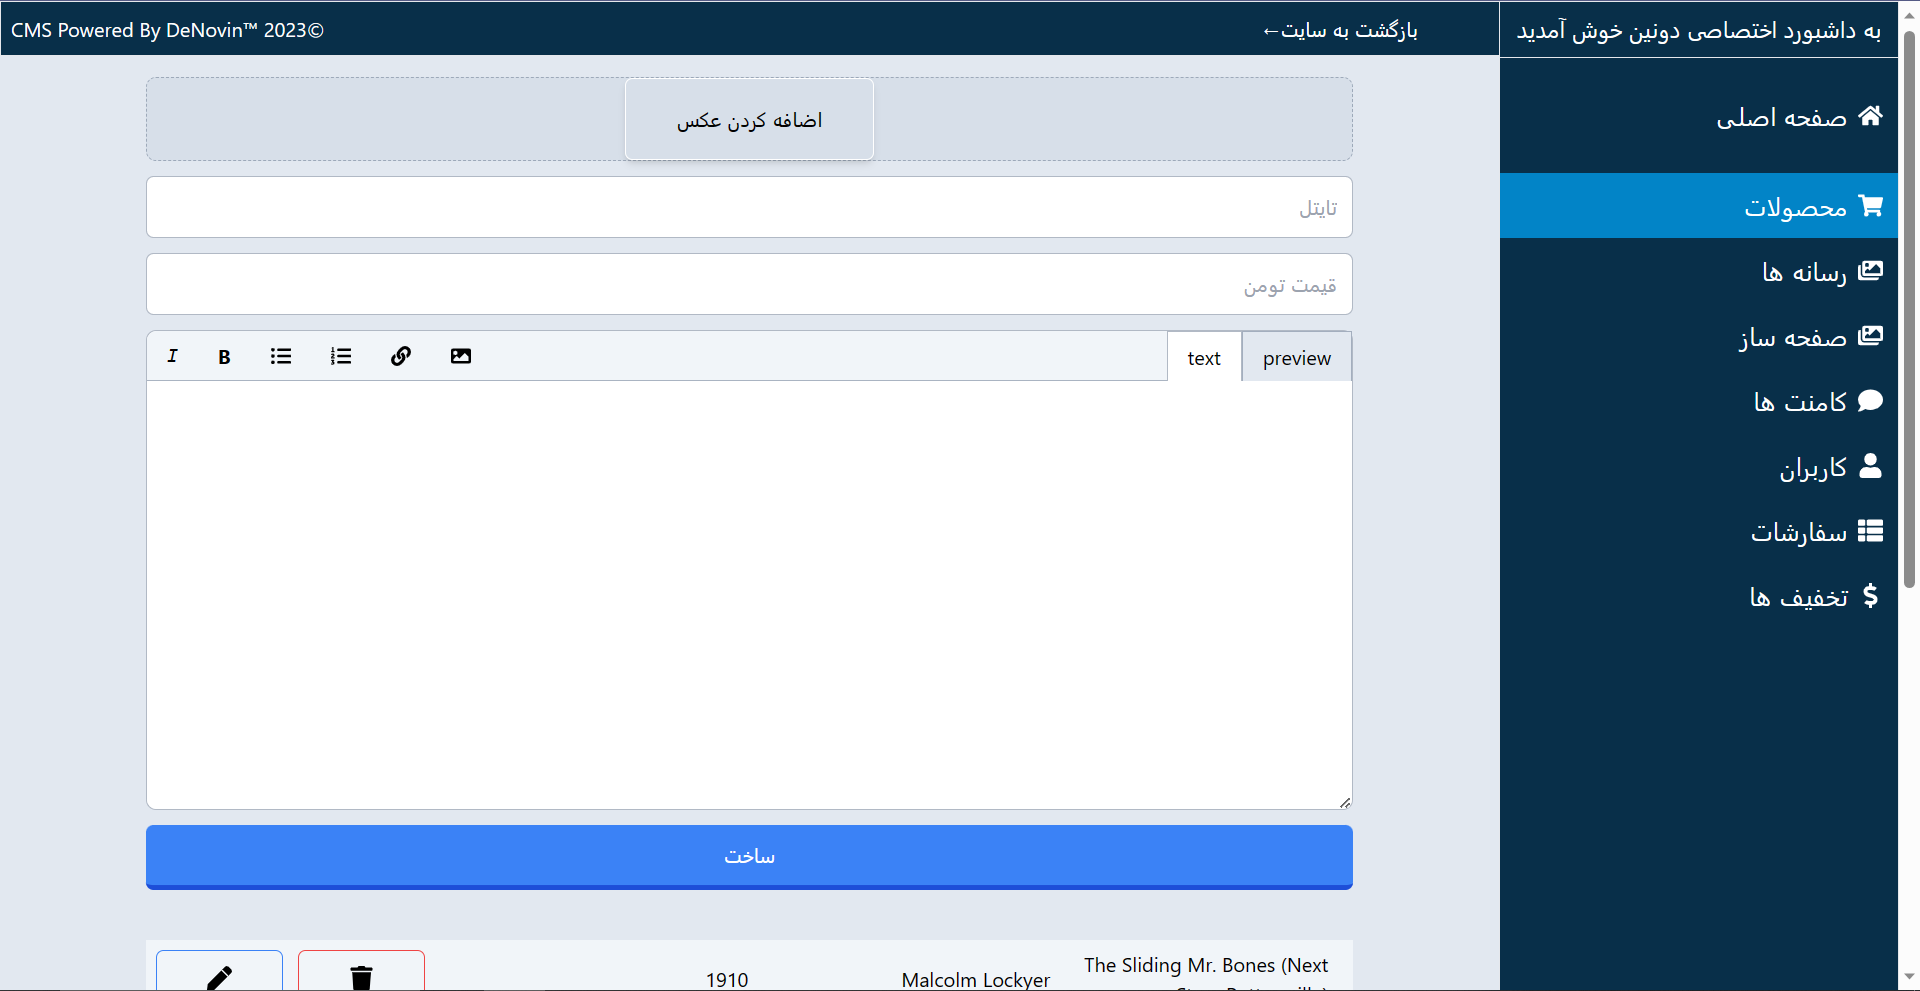 به داشبورد اختصاصی دونین خوش آمدید
بازگشت به سایت←
CMS Powered By DeNovin™ 2023©
صفحه اصلی
محصولات
رسانه ها
صفحه ساز
کامنت ها
کاربران
سفارشات
تخفیف ها
اضافه کردن عکس
تایتل
قیمت تومن
I B
text preview
ساخت
The Sliding Mr. Bones (Next
Malcolm Lockyer
1910